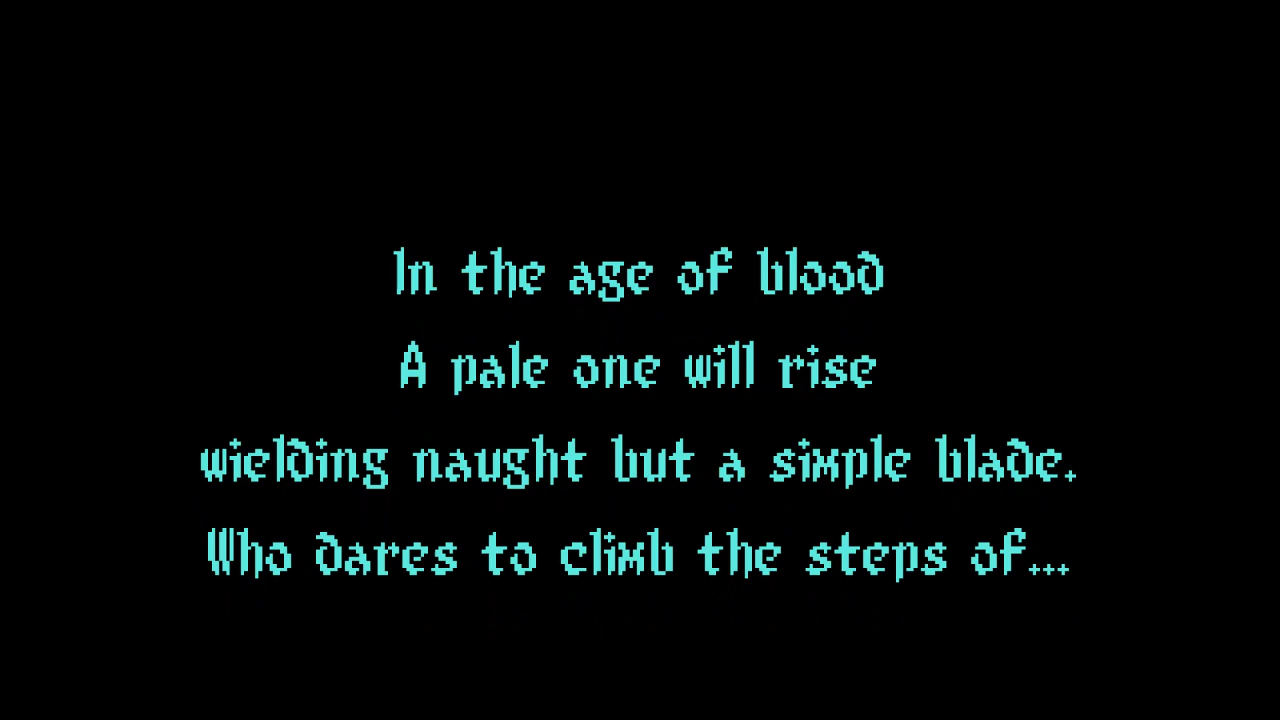 In the age of blood
A pale one will rise
wielding naught but a simple blade.
Who dares to climb the steps of...